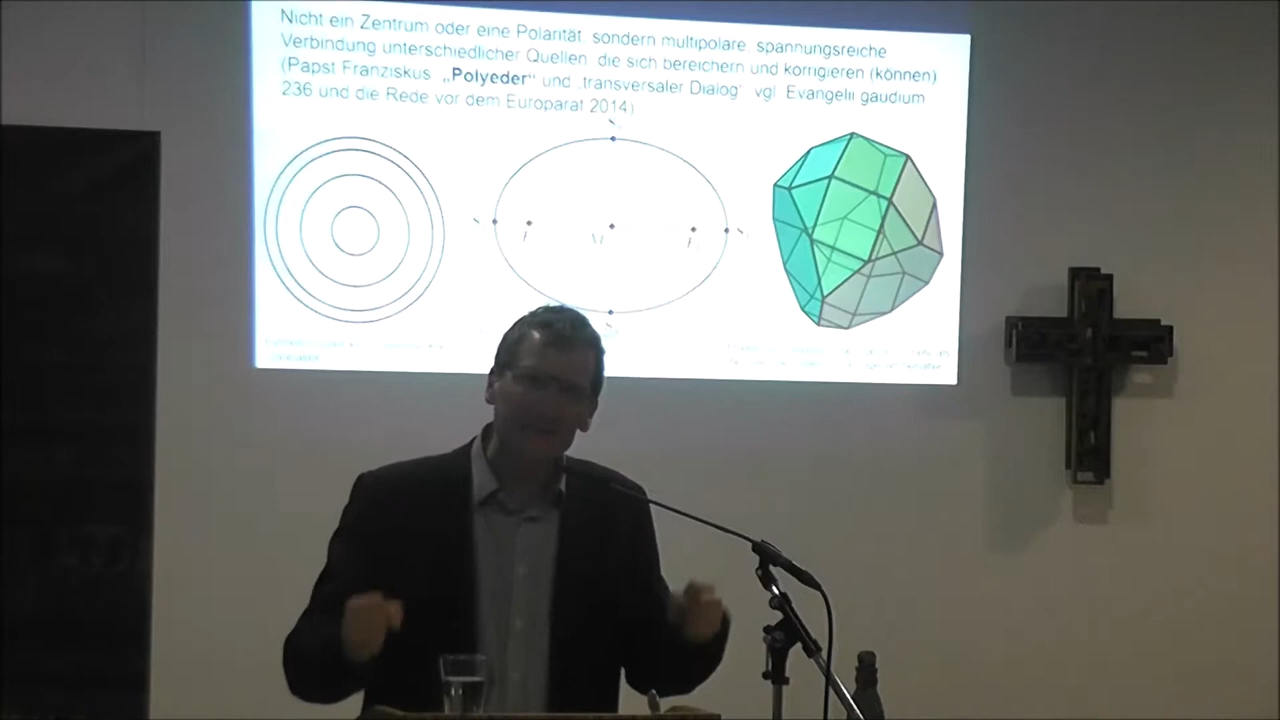 Nicht ein Zentrum oder eine Polarität, sondern multipolare, spannungsreiche
Verbindung unterschiedlicher Quellen, die sich bereichern und korrigieren (können)
(Papst Franziskus „Polyeder“ und „transversaler Dialog“ vgl. Evangelii gaudium
236 und die Rede vor dem Europarat 2014)
S
S
F
M
F
S
S